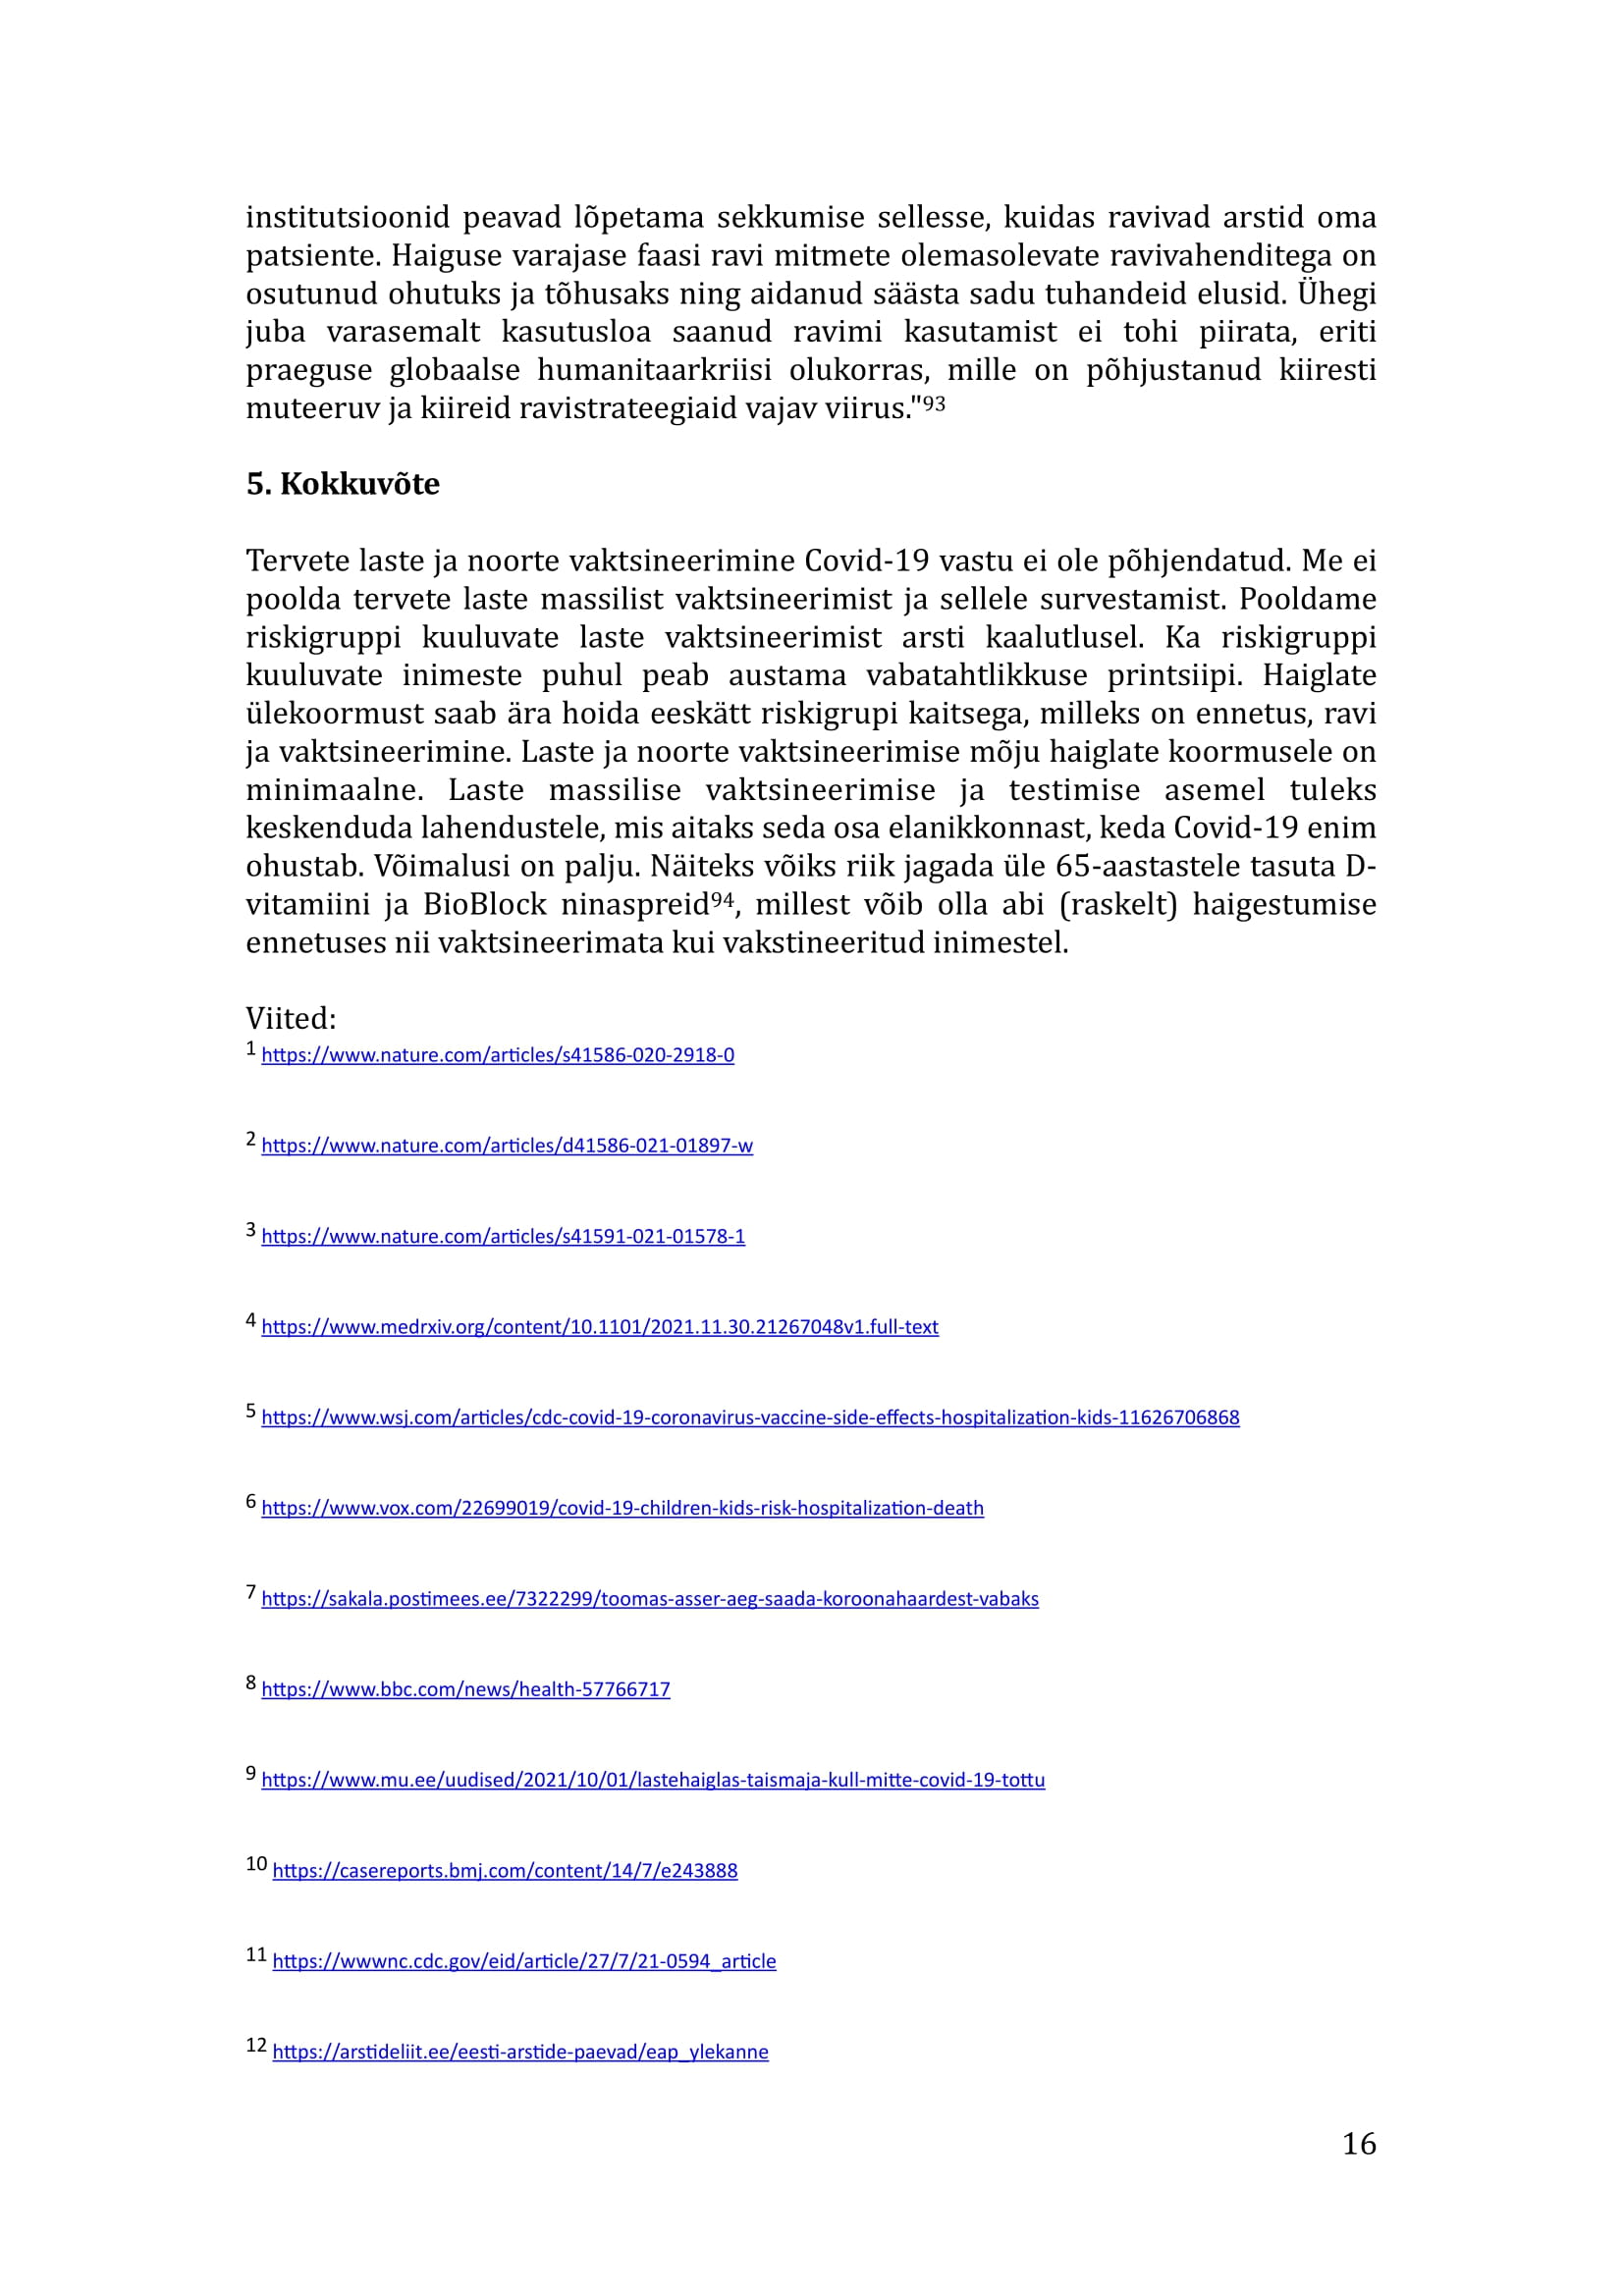 institutsioonid peavad lõpetama sekkumise sellesse, kuidas ravivad arstid oma
patsiente. Haiguse varajase faasi ravi mitmete olemasolevate ravivahenditega on
osutunud ohutuks ja tõhusaks ning aidanud säästa sadu tuhandeid elusid. Ühegi
juba varasemalt kasutusloa saanud ravimi kasutamist ei tohi piirata, eriti
praeguse globaalse humanitaarkriisi olukorras, mille on põhjustanud kiiresti
muteeruv ja kiireid ravistrateegiaid vajav viirus."93
5. Kokkuvõte
Tervete laste ja noorte vaktsineerimine Covid-19 vastu ei ole põhjendatud. Me ei
poolda tervete laste massilist vaktsineerimist ja sellele survestamist. Pooldame
riskigruppi kuuluvate laste vaktsineerimist arsti kaalutlusel. Ka riskigruppi
kuuluvate inimeste puhul peab austama vabatahtlikkuse printsiipi. Haiglate
ülekoormust saab ära hoida eeskätt riskigrupi kaitsega, milleks on ennetus, ravi
ja vaktsineerimine. Laste ja noorte vaktsineerimise mõju haiglate koormusele on
minimaalne. Laste massilise vaktsineerimise ja testimise asemel tuleks
keskenduda lahendustele, mis aitaks seda osa elanikkonnast, keda Covid-19 enim
ohustab. Võimalusi on palju. Näiteks võiks riik jagada üle 65-aastastele tasuta D-
vitamiini ja BioBlock ninaspreid94, millest võib olla abi (raskelt) haigestumise
ennetuses nii vaktsineerimata kui vakstineeritud inimestel.
Viited:
1 https://www.nature.com/articles/s41586-020-2918-0
2 https://www.nature.com/articles/d41586-021-01897-w
3 https://www.nature.com/articles/s41591-021-01578-1
4 https://www.medrxiv.org/content/10.1101/2021.11.30.21267048v1.full-text
5 https://www.wsj.com/articles/cdc-covid-19-coronavirus-vaccine-side-effects-hospitalization-kids-11626706868
6 https://www.vox.com/22699019/covid-19-children-kids-risk-hospitalization-death
7 https://sakala.postimees.ee/7322299/toomas-asser-aeg-saada-koroonahaardest-vabaks
8 https://www.bbc.com/news/health-57766717
9 https://www.mu.ee/uudised/2021/10/01/lastehaiglas-taismaja-kull-mitte-covid-19-tottu
10 https://casereports.bmj.com/content/14/7/e243888
11 https://wwwnc.cdc.gov/eid/article/27/7/21-0594_article
12 https://arstideliit.ee/eesti-arstide-paevad/eap_ylekanne
16